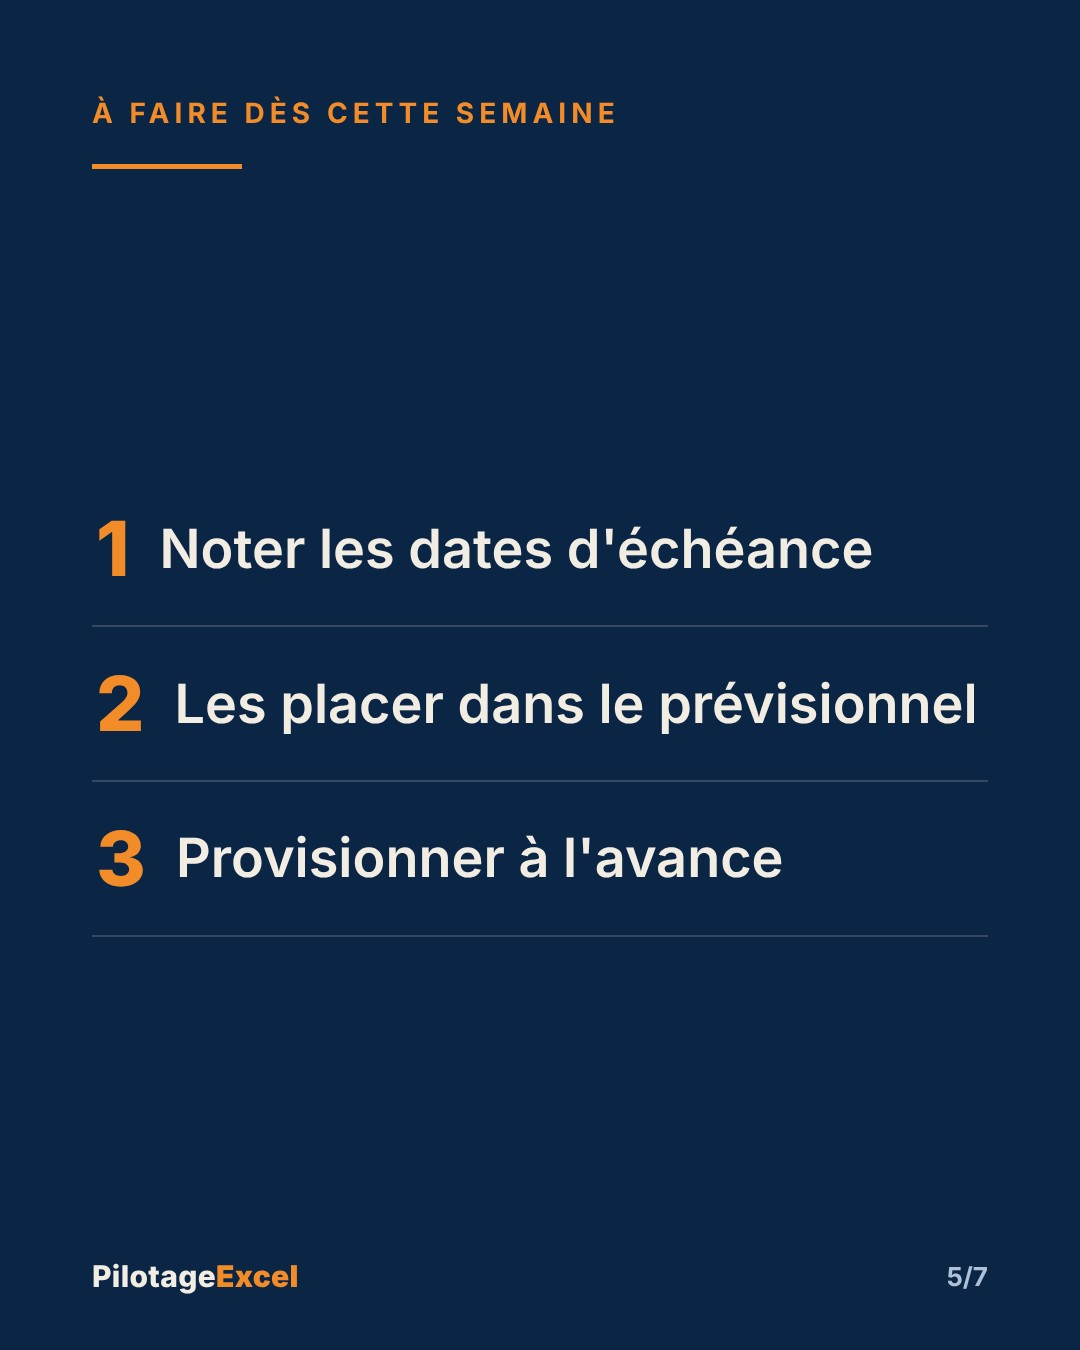 À FAIRE DÈS CETTE SEMAINE
1 Noter les dates d'échéance
2 Les placer dans le prévisionnel
3 Provisionner à l'avance
PilotageExcel
5/7